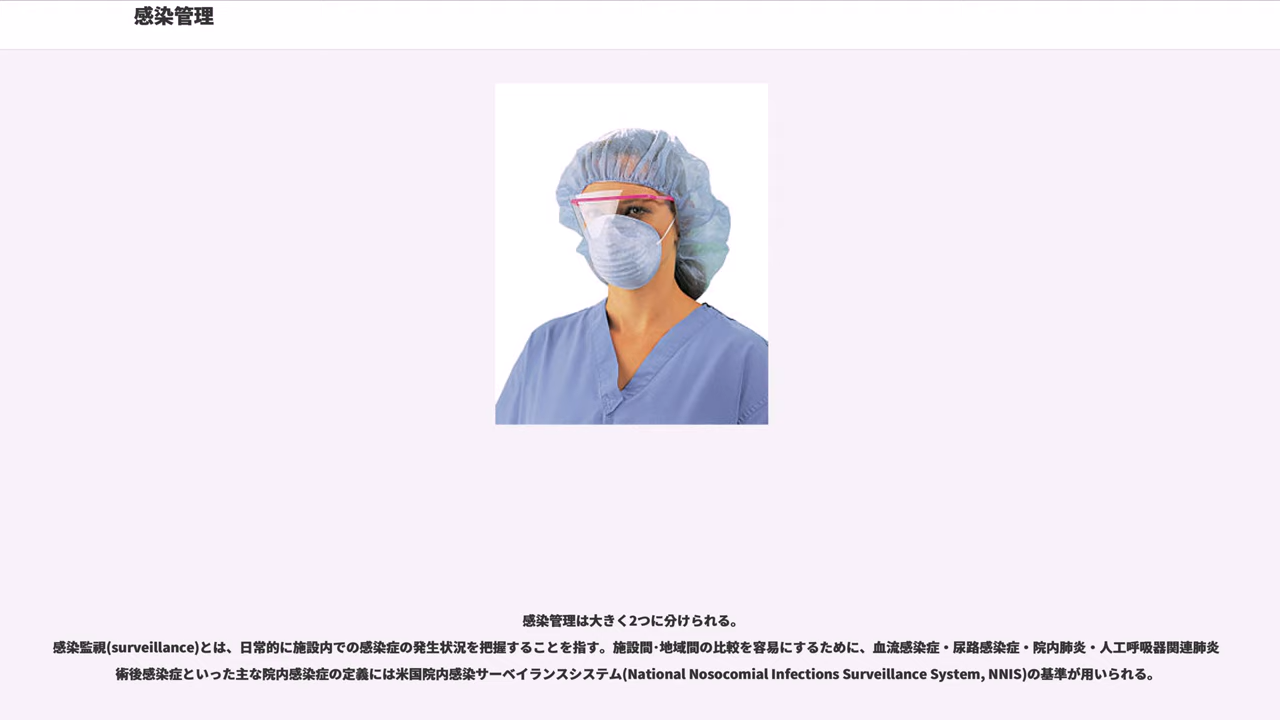 感染管理
感染管理は大きく2つに分けられる。
感染監視(surveillance)とは、日常的に施設内での感染症の発生状況を把握することを指す。施設間･地域間の比較を容易にするために、血流感染症・尿路感染症・院内肺炎・人工呼吸器関連肺炎
術後感染症といった主な院内感染症の定義には米国院内感染サーベイランスシステム(National Nosocomial Infections Surveillance System, NNIS)の基準が用いられる。